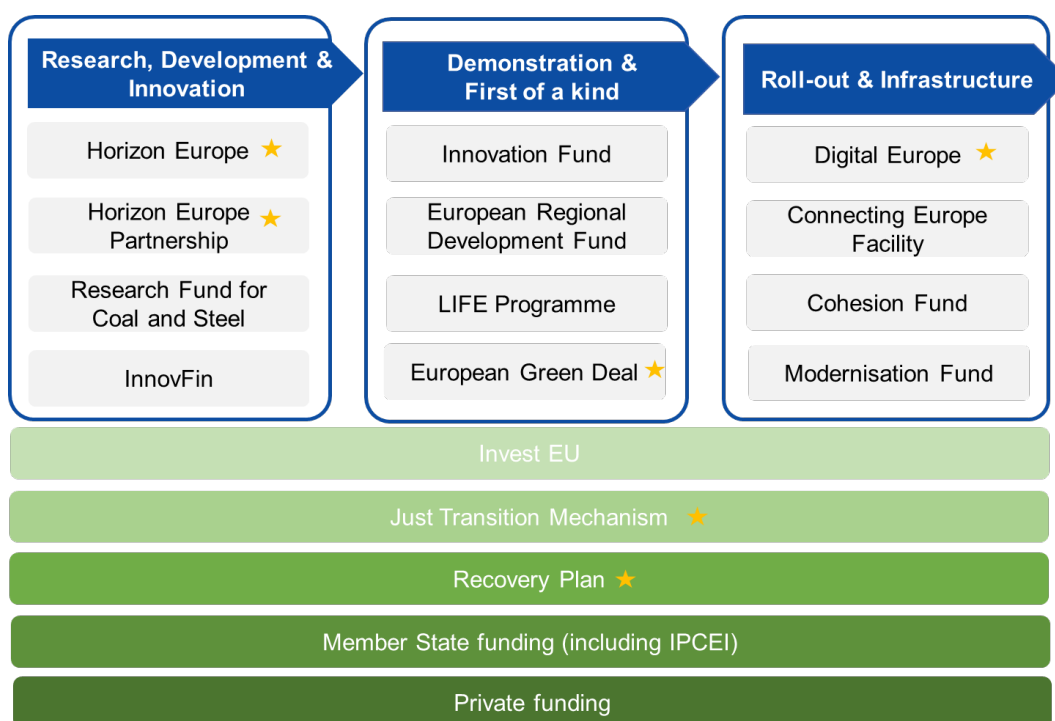 Research, Development &
Innovation
Horizon Europe
Horizon Europe
Partnership
Research Fund for
Coal and Steel
InnovFin
Demonstration &
First of a kind
Innovation Fund
European Regional
Development Fund
LIFE Programme
European Green Deal
Roll-out & Infrastructure
Digital Europe
Connecting Europe
Facility
Cohesion Fund
Modernisation Fund
Invest EU
Just Transition Mechanism
Recovery Plan
Member State funding (including IPCEI)
Private funding